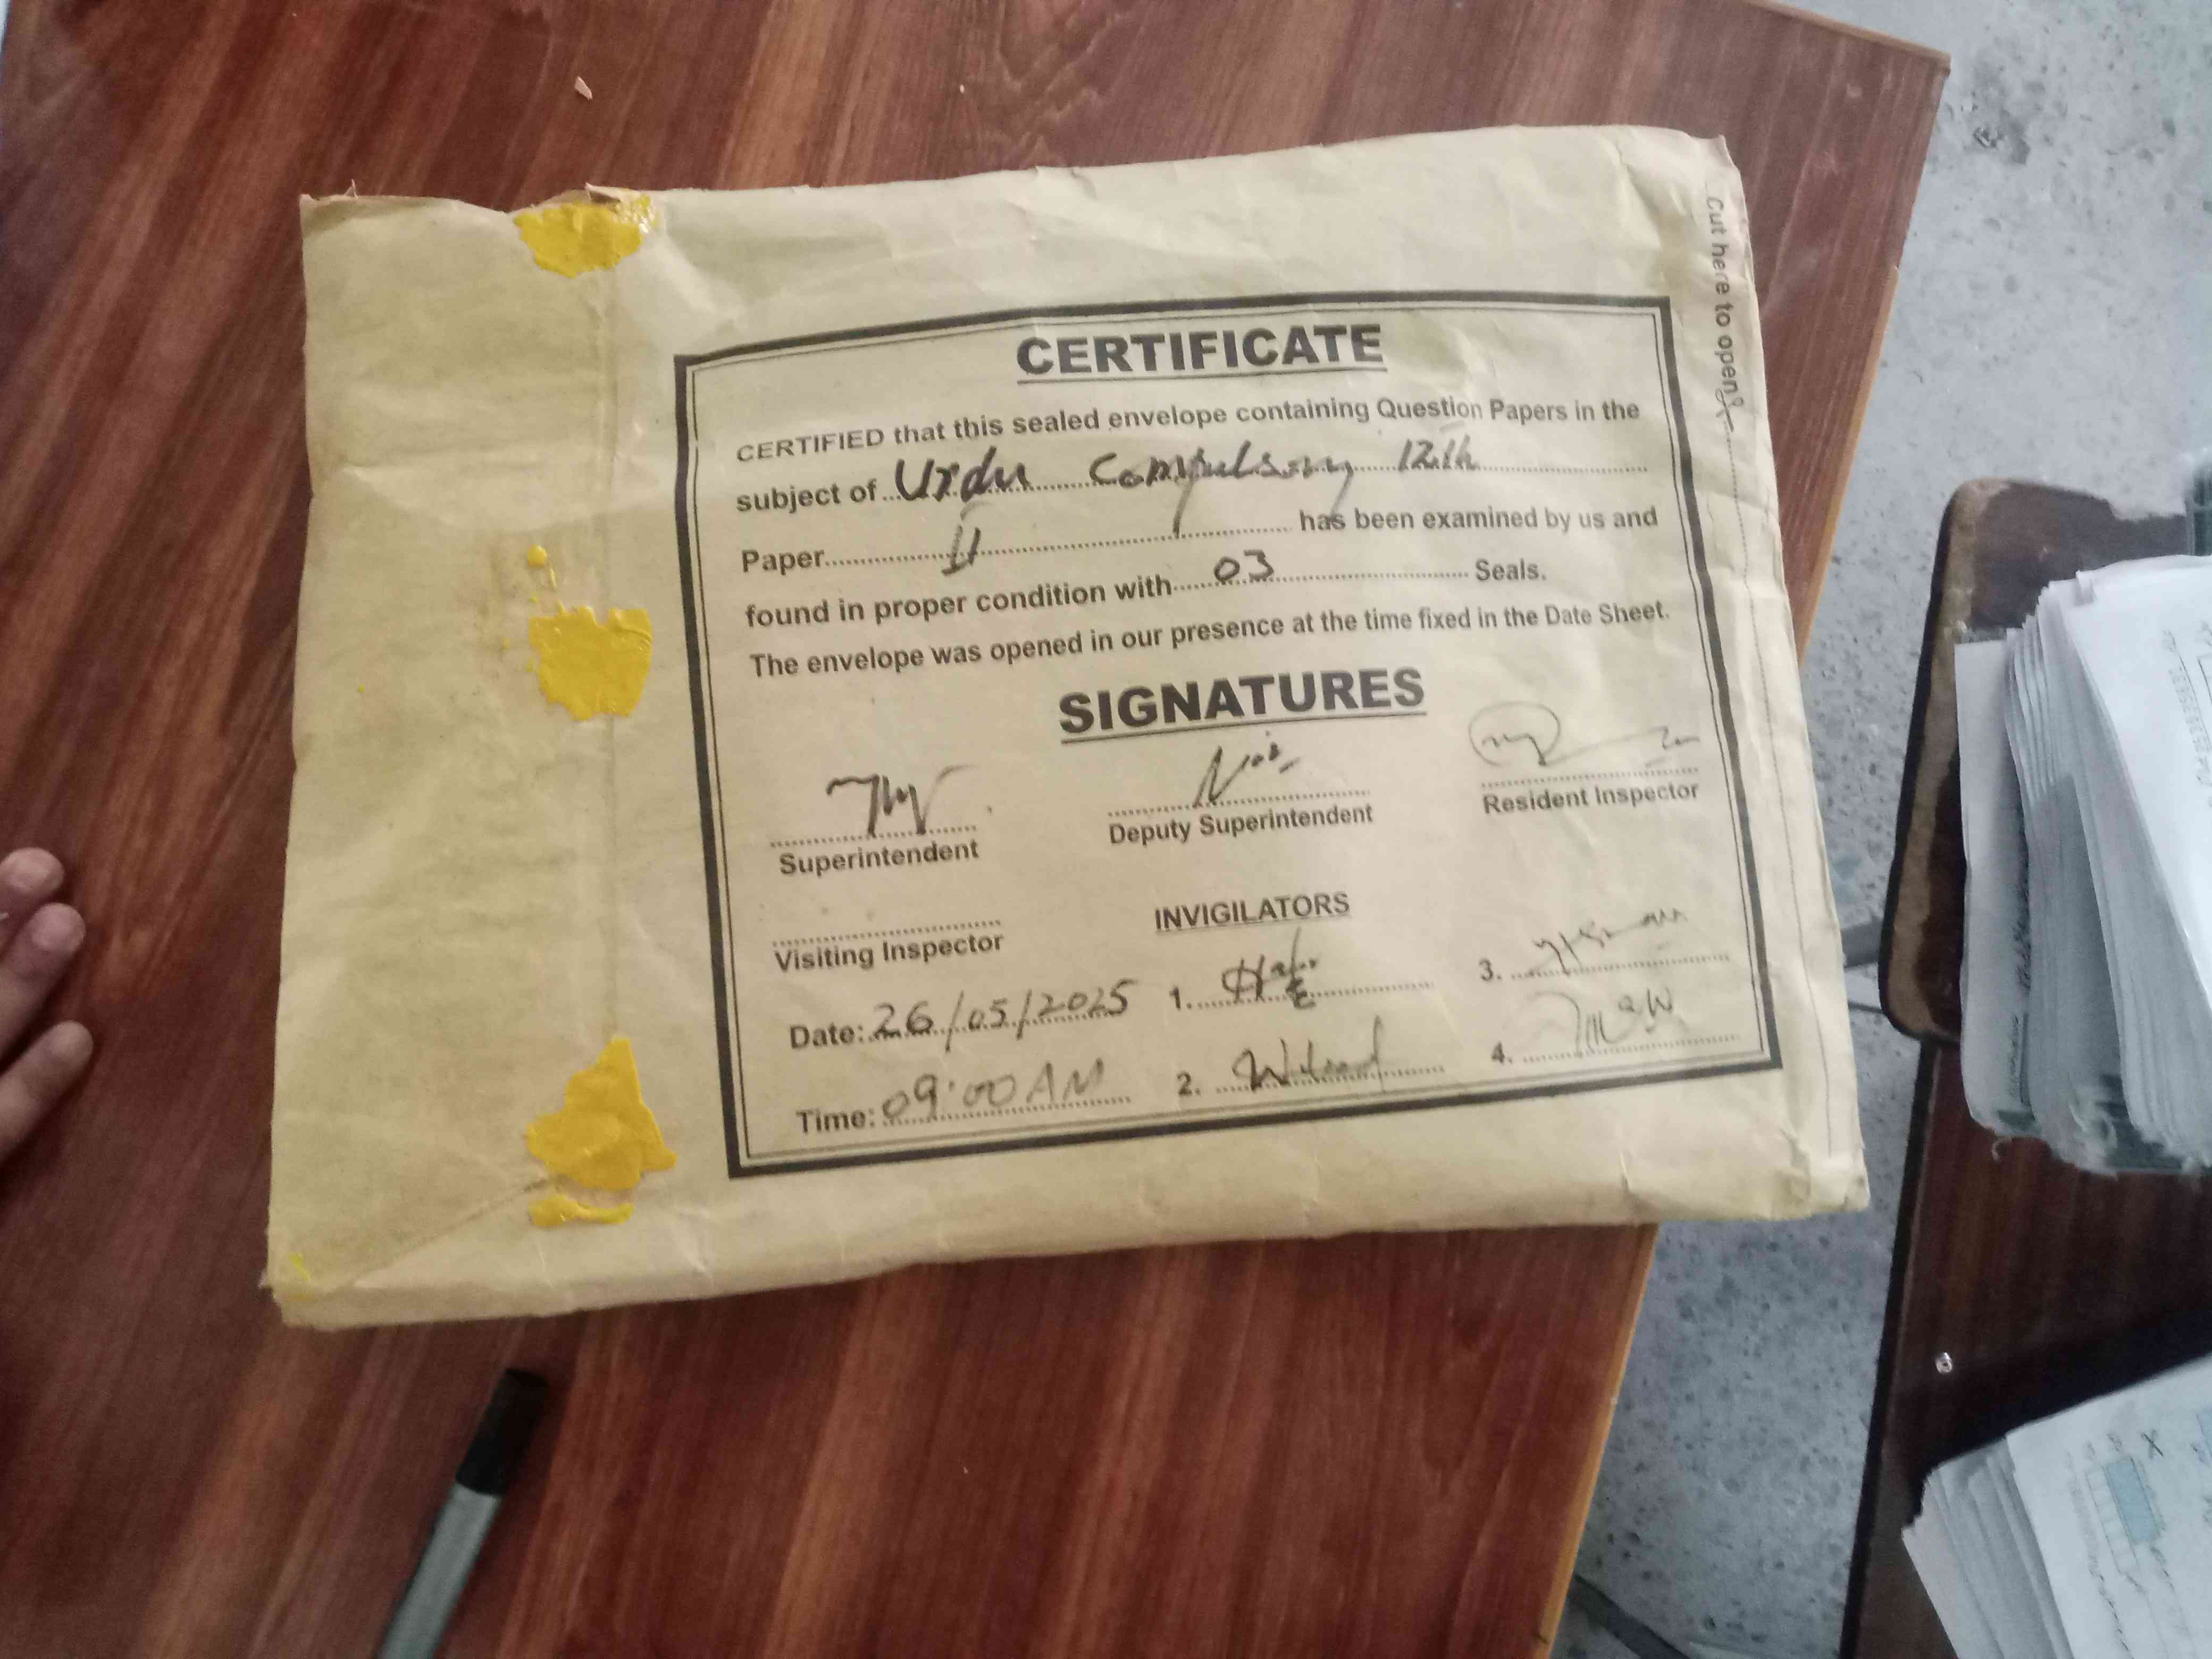 Cut here to open
CERTIFICATE
CERTIFIED that this sealed envelope containing Question Papers in the
subject of Urdu Compulsory 12th
Paper II has been examined by us and
found in proper condition with 03 Seals.
The envelope was opened in our presence at the time fixed in the Date Sheet.
SIGNATURES
Superintendent
Deputy Superintendent
Resident Inspector
Visiting Inspector
INVIGILATORS
Date: 26/05/2025
1.
3.
Time: 09:00 AM
2.
4.